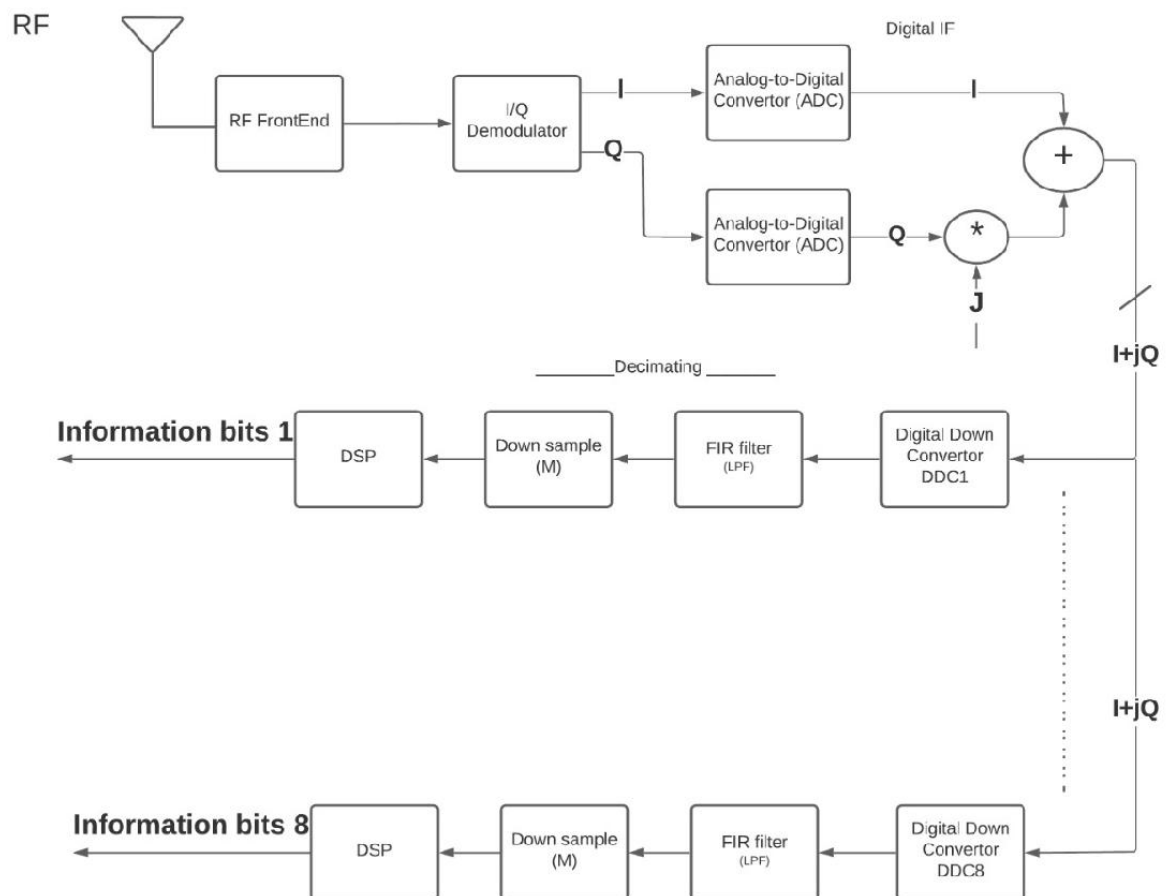 RF
Digital IF
RF FrontEnd
I/Q
Demodulator
I
Analog-to-Digital
Convertor (ADC)
I
+
Q
Analog-to-Digital
Convertor (ADC)
Q
*
J
I+jQ
Decimating
Information bits 1
DSP
Down sample
(M)
FIR filter
(LPF)
Digital Down
Convertor
DDC1
I+jQ
Information bits 8
DSP
Down sample
(M)
FIR filter
(LPF)
Digital Down
Convertor
DDC8